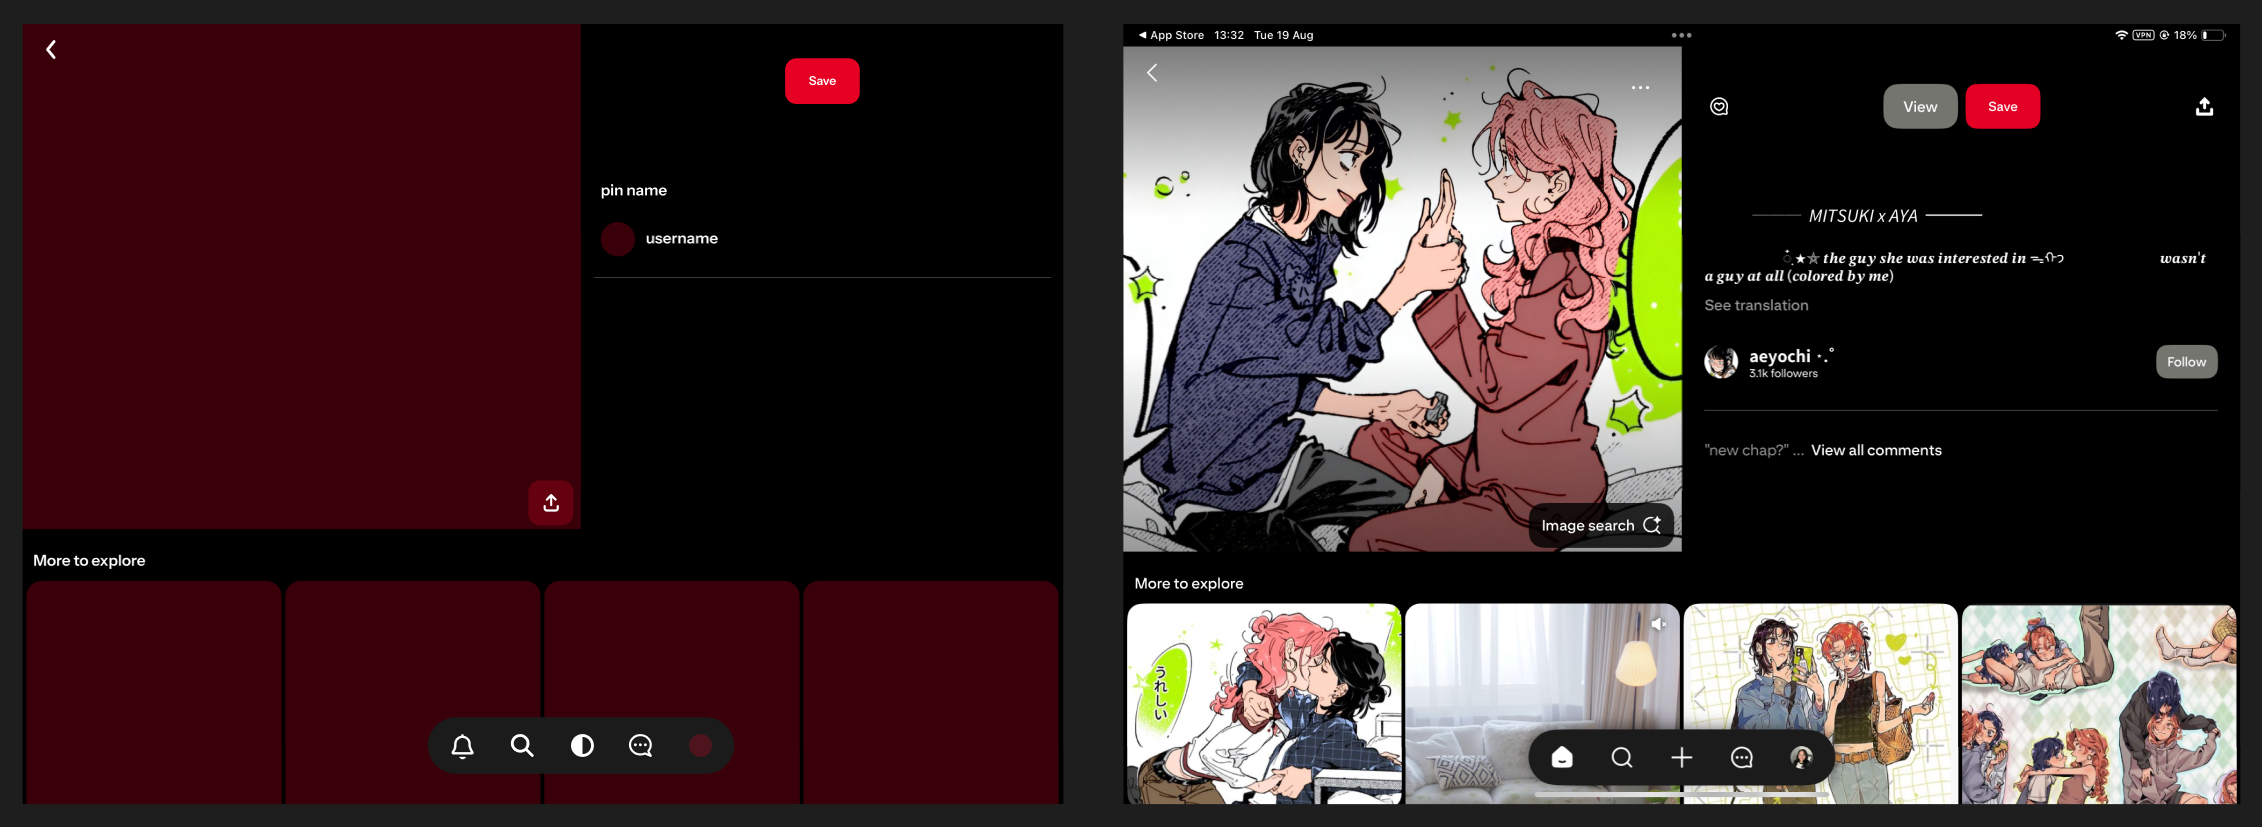 Save
pin name
username
More to explore
◀ App Store 13:32 Tue 19 Aug
VPN 18%
View Save
MITSUKI x AYA
★☆ the guy she was interested in wasn't
a guy at all (colored by me)
See translation
aeyochi ⋆.˚
3.1k followers
Follow
"new chap?" ... View all comments
Image search
More to explore
うれしい